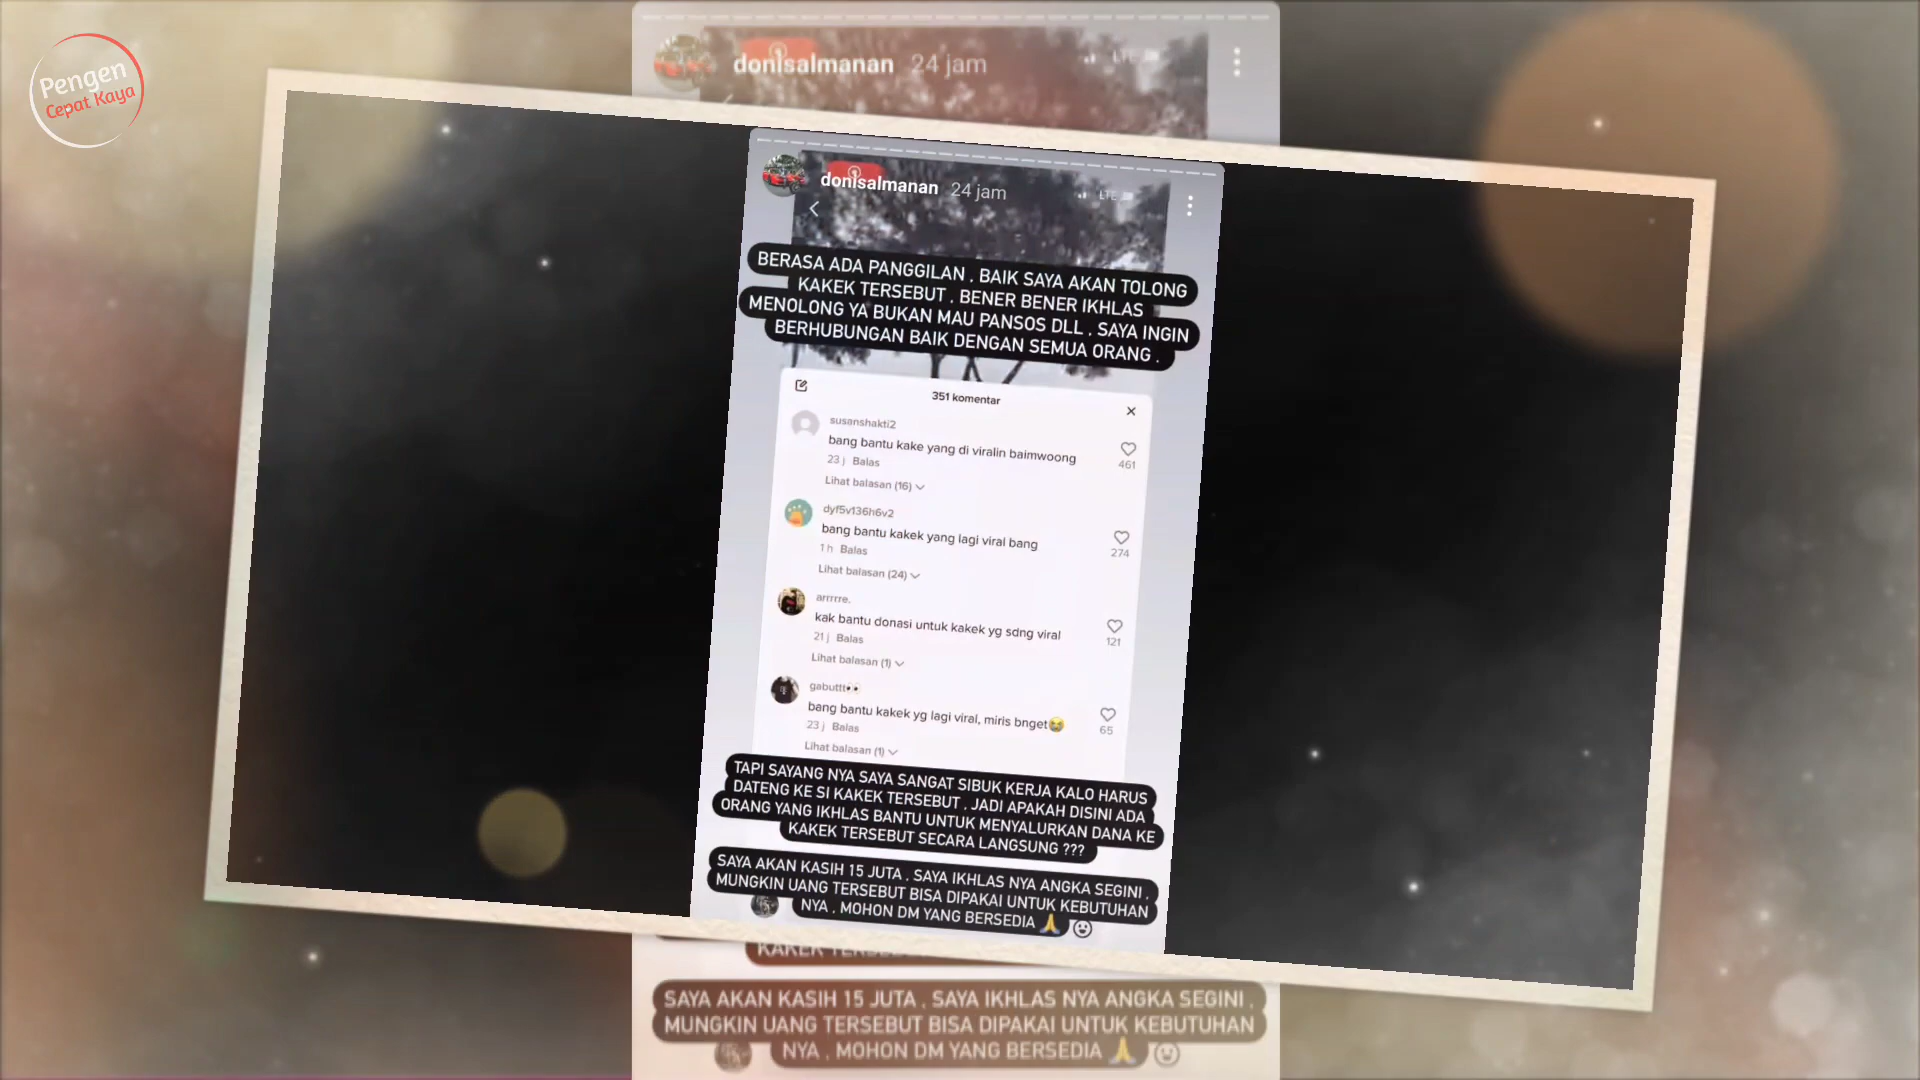 Pengen
Cepat Kaya
donisalmanan 24 jam
LTE
donisalmanan 24 jam
LTE
BERASA ADA PANGGILAN , BAIK SAYA AKAN TOLONG
KAKEK TERSEBUT , BENER BENER IKHLAS
MENOLONG YA BUKAN MAU PANSOS DLL , SAYA INGIN
BERHUBUNGAN BAIK DENGAN SEMUA ORANG .
351 komentar
susanshakti2
bang bantu kake yang di viralin baimwoong
461
23 j Balas
Lihat balasan (16)
dyf5v136h6v2
bang bantu kakek yang lagi viral bang
274
1 h Balas
Lihat balasan (24)
arrrrre.
kak bantu donasi untuk kakek yg sdng viral
121
21 j Balas
Lihat balasan (1)
gabuttt👀
bang bantu kakek yg lagi viral, miris bnget😭
65
23 j Balas
Lihat balasan (1)
TAPI SAYANG NYA SAYA SANGAT SIBUK KERJA KALO HARUS
DATENG KE SI KAKEK TERSEBUT , JADI APAKAH DISINI ADA
ORANG YANG IKHLAS BANTU UNTUK MENYALURKAN DANA KE
KAKEK TERSEBUT SECARA LANGSUNG ???
SAYA AKAN KASIH 15 JUTA , SAYA IKHLAS NYA ANGKA SEGINI ,
MUNGKIN UANG TERSEBUT BISA DIPAKAI UNTUK KEBUTUHAN
NYA , MOHON DM YANG BERSEDIA 🙏
KAKEK
SAYA AKAN KASIH 15 JUTA , SAYA IKHLAS NYA ANGKA SEGINI ,
MUNGKIN UANG TERSEBUT BISA DIPAKAI UNTUK KEBUTUHAN
NYA , MOHON DM YANG BERSEDIA 🙏